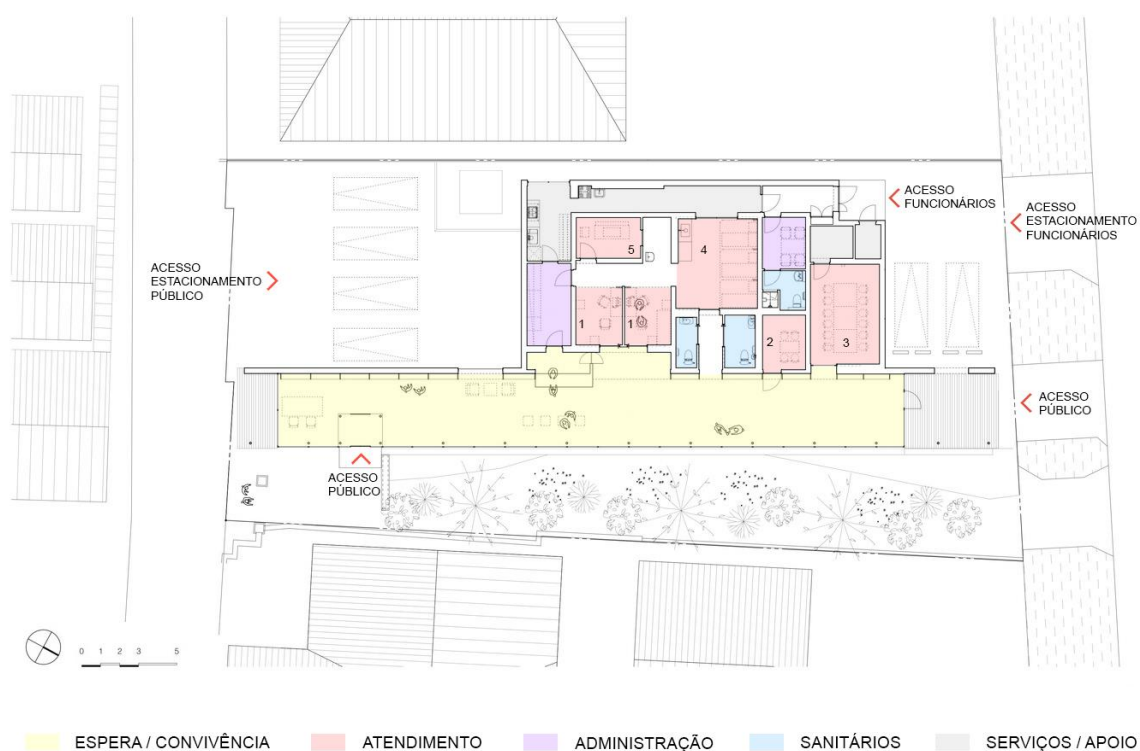 ACESSO
FUNCIONÁRIOS
ACESSO
ESTACIONAMENTO
FUNCIONÁRIOS
5
4
ACESSO
ESTACIONAMENTO
PÚBLICO
1
1
2
3
ACESSO
PÚBLICO
ACESSO
PÚBLICO
0 1 2 3 5
ESPERA / CONVIVÊNCIA
ATENDIMENTO
ADMINISTRAÇÃO
SANITÁRIOS
SERVIÇOS / APOIO